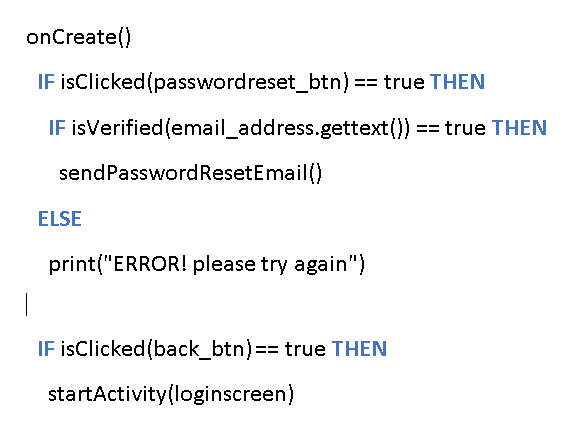 onCreate()
IF isClicked(passwordreset_btn) == true THEN
IF isVerified(email_address.gettext()) == true THEN
sendPasswordResetEmail()
ELSE
print("ERROR! please try again")
IF isClicked(back_btn)== true THEN
startActivity(loginscreen)